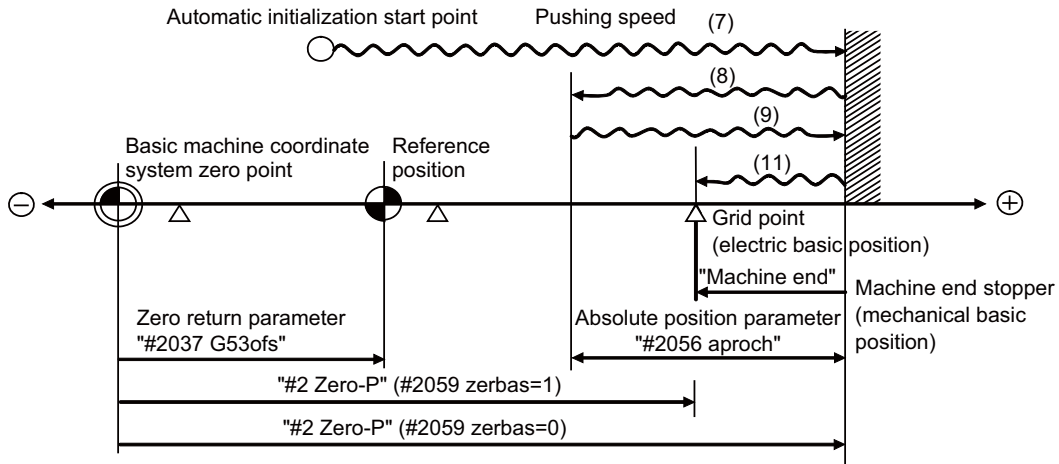 Automatic initialization start point
Pushing speed
(7)
(8)
(9)
Basic machine coordinate
system zero point
Reference
position
(11)
Grid point
(electric basic position)
"Machine end"
Machine end stopper
(mechanical basic
position)
Zero return parameter
"#2037 G53ofs"
Absolute position parameter
"#2056 aproch"
"#2 Zero-P" (#2059 zerbas=1)
"#2 Zero-P" (#2059 zerbas=0)